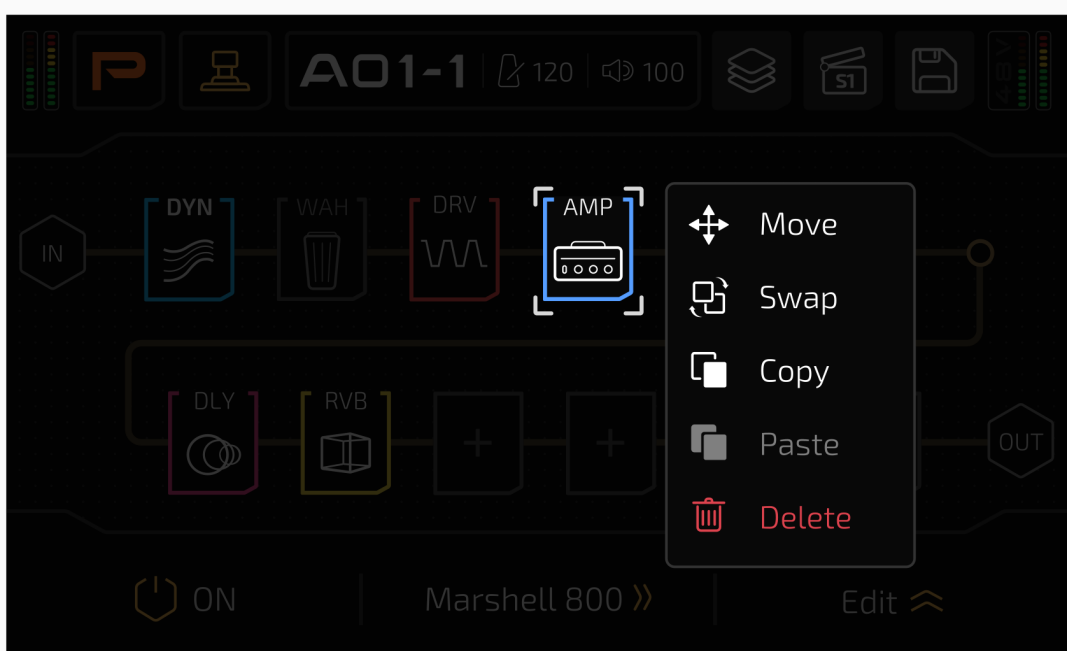 P A01-1 120 100 S1 48V
DYN WAH DRV AMP
IN
Move
Swap
Copy
Paste
Delete
DLY RVB
OUT
ON Marshell 800 Edit